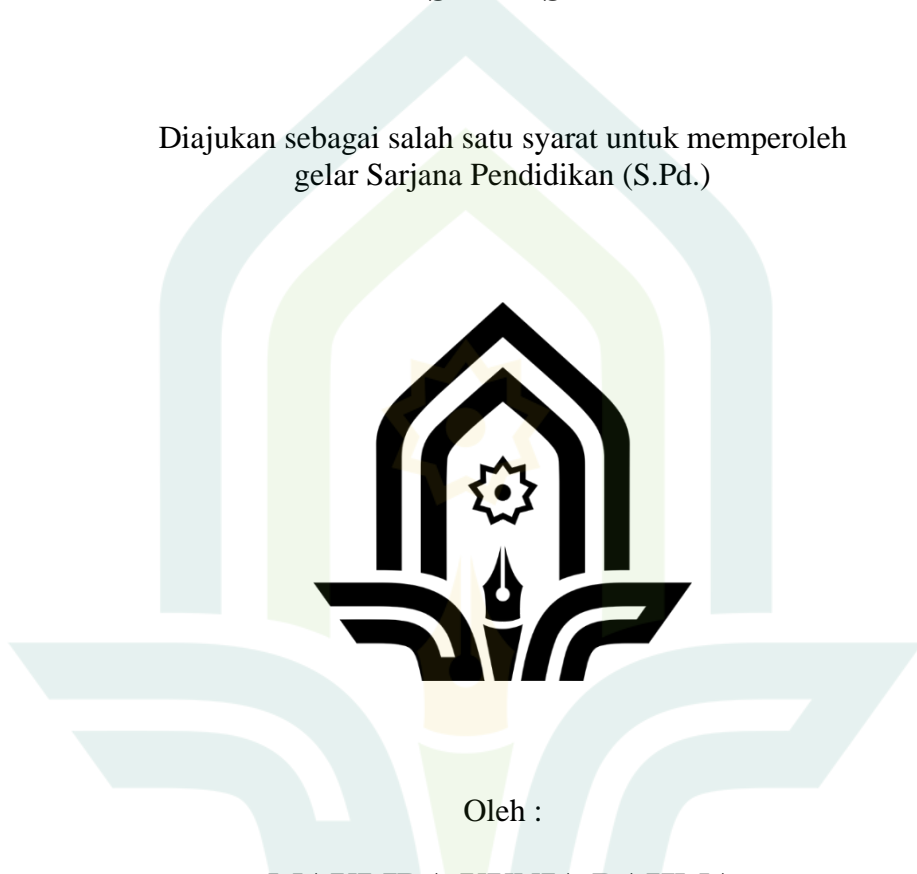 Diajukan sebagai salah satu syarat untuk memperoleh
gelar Sarjana Pendidikan (S.Pd.)
Oleh :